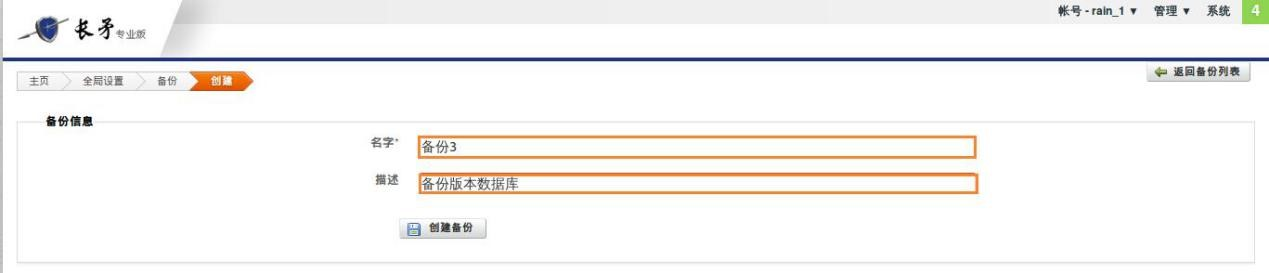 帐号 - rain_1 ▼ 管理 ▼ 系统 4
长矛 专业版
主页 全局设置 备份 创建
返回备份列表
备份信息
名字* 备份3
描述 备份版本数据库
创建备份